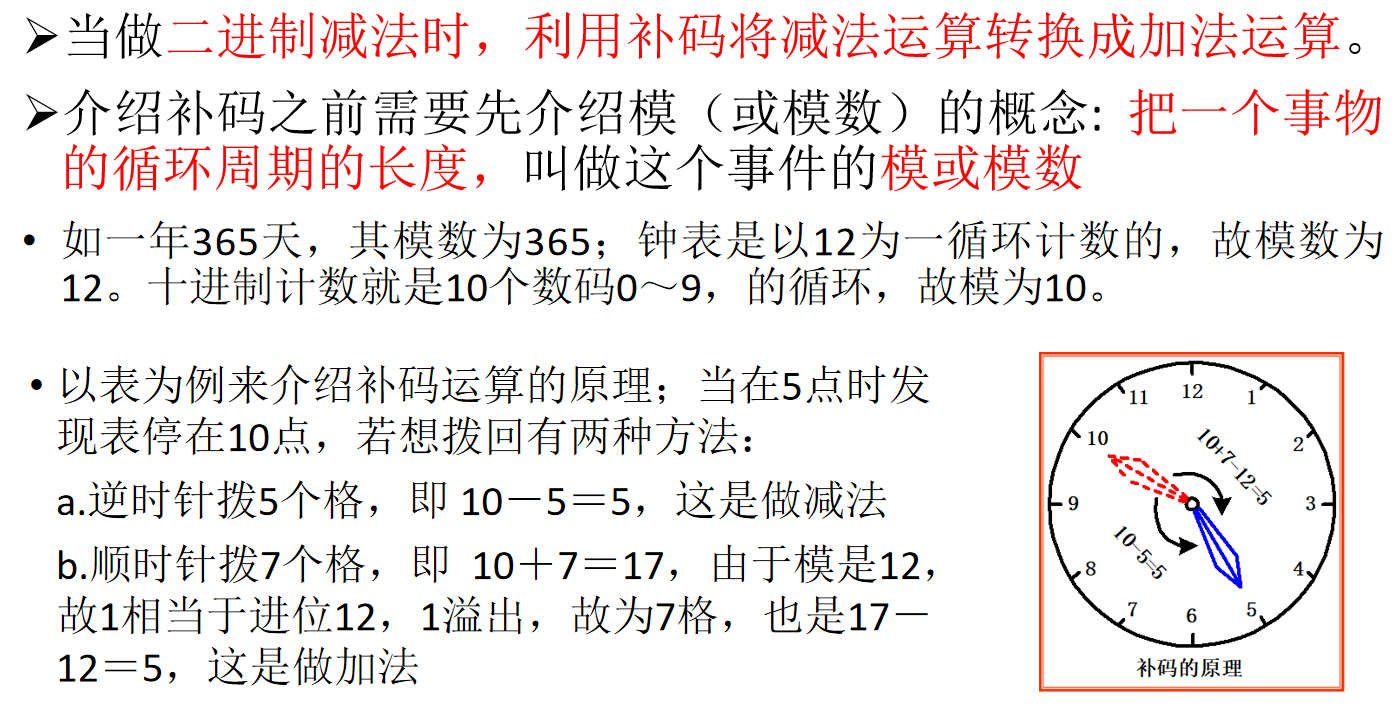 ➢当做二进制减法时，利用补码将减法运算转换成加法运算。
➢介绍补码之前需要先介绍模（或模数）的概念：把一个事物
的循环周期的长度，叫做这个事件的模或模数
• 如一年365天，其模数为365；钟表是以12为一循环计数的，故模数为
12。十进制计数就是10个数码0～9，的循环，故模为10。
• 以表为例来介绍补码运算的原理；当在5点时发
现表停在10点，若想拨回有两种方法：
a.逆时针拨5个格，即 10－5＝5，这是做减法
b.顺时针拨7个格，即 10＋7＝17，由于模是12，
故1相当于进位12，1溢出，故为7格，也是17－
12＝5，这是做加法
12
11
1
10
2
10+7-12=5
9
3
10-5=5
8
4
7
5
6
补码的原理